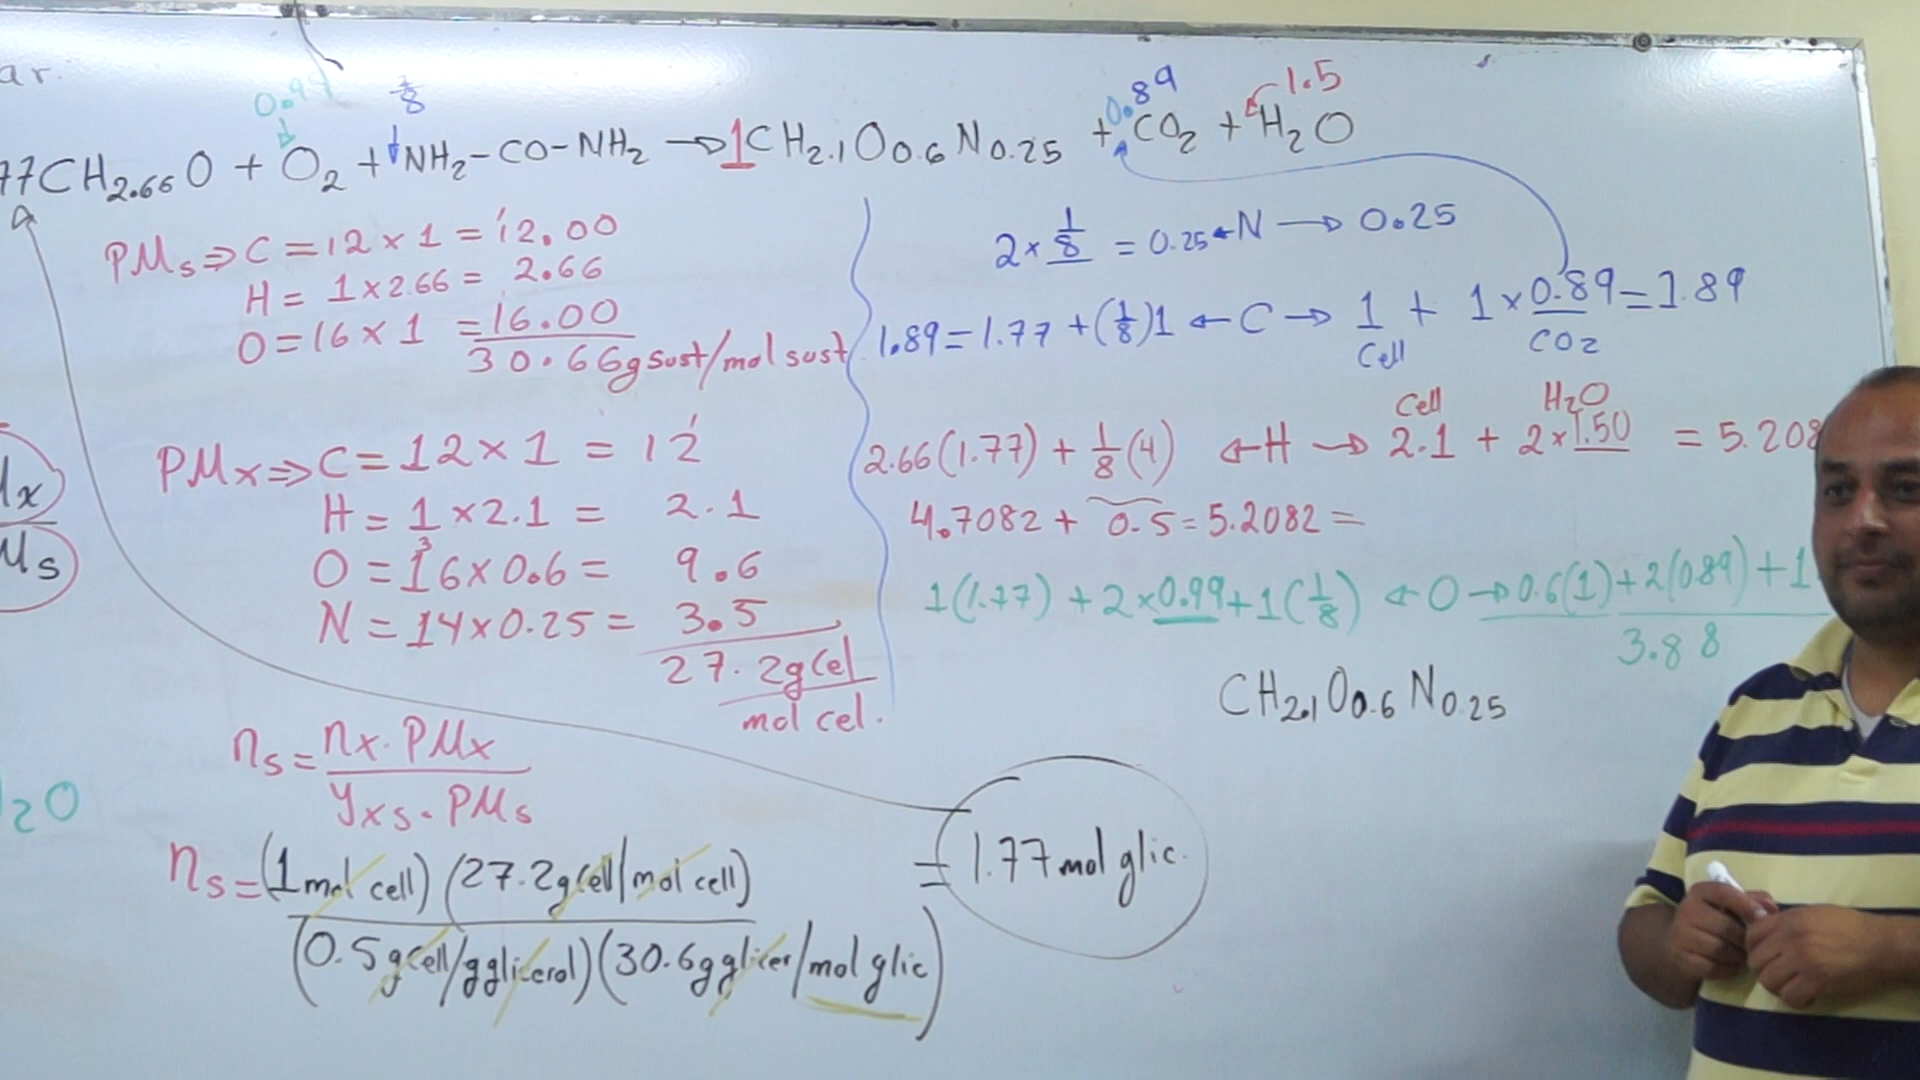 ar.
0.99
1/8
0.89
1.5
77CH2.66O + O2 + NH2-CO-NH2 → 1CH2.1O0.6N0.25 + CO2 + H2O
PMs ⇒ C = 12 x 1 = 12.00
H = 1 x 2.66 = 2.66
O = 16 x 1 = 16.00
30.66g sust/mol sust
PMx ⇒ C = 12 x 1 = 12
H = 1 x 2.1 = 2.1
O = 16 x 0.6 = 9.6
N = 14 x 0.25 = 3.5
27.2g Cel
mol cel.
ns = nx. PMx
Yxs. PMs
ns = (1mol cell) (27.2gcell/mol cell)
(0.5gcell/gglicerol)(30.6g glicer/mol glic)
= 1.77 mol glic.
2 x 1/8 = 0.25 ← N → 0.25
1.89 = 1.77 + (1/8)1 ← C → 1 + 1 x 0.89 = 1.89
Cell CO2
Cell H2O
2.66(1.77) + 1/8(4) ← H → 2.1 + 2 x 1.50 = 5.208
4.7082 + 0.5 = 5.2082 =
1(1.77) + 2 x 0.99 + 1(1/8) ← O → 0.6(1) + 2(0.89) + 1
3.88
CH2.1O0.6N0.25
Mx
Ms
2O